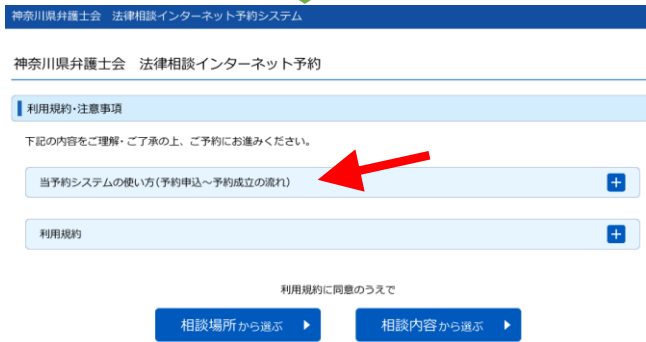 神奈川県弁護士会　法律相談インターネット予約システム
神奈川県弁護士会　法律相談インターネット予約
利用規約・注意事項
下記の内容をご理解・ご了承の上、ご予約にお進みください。
当予約システムの使い方(予約申込～予約成立の流れ)
利用規約
利用規約に同意のうえで
相談場所から選ぶ
相談内容から選ぶ